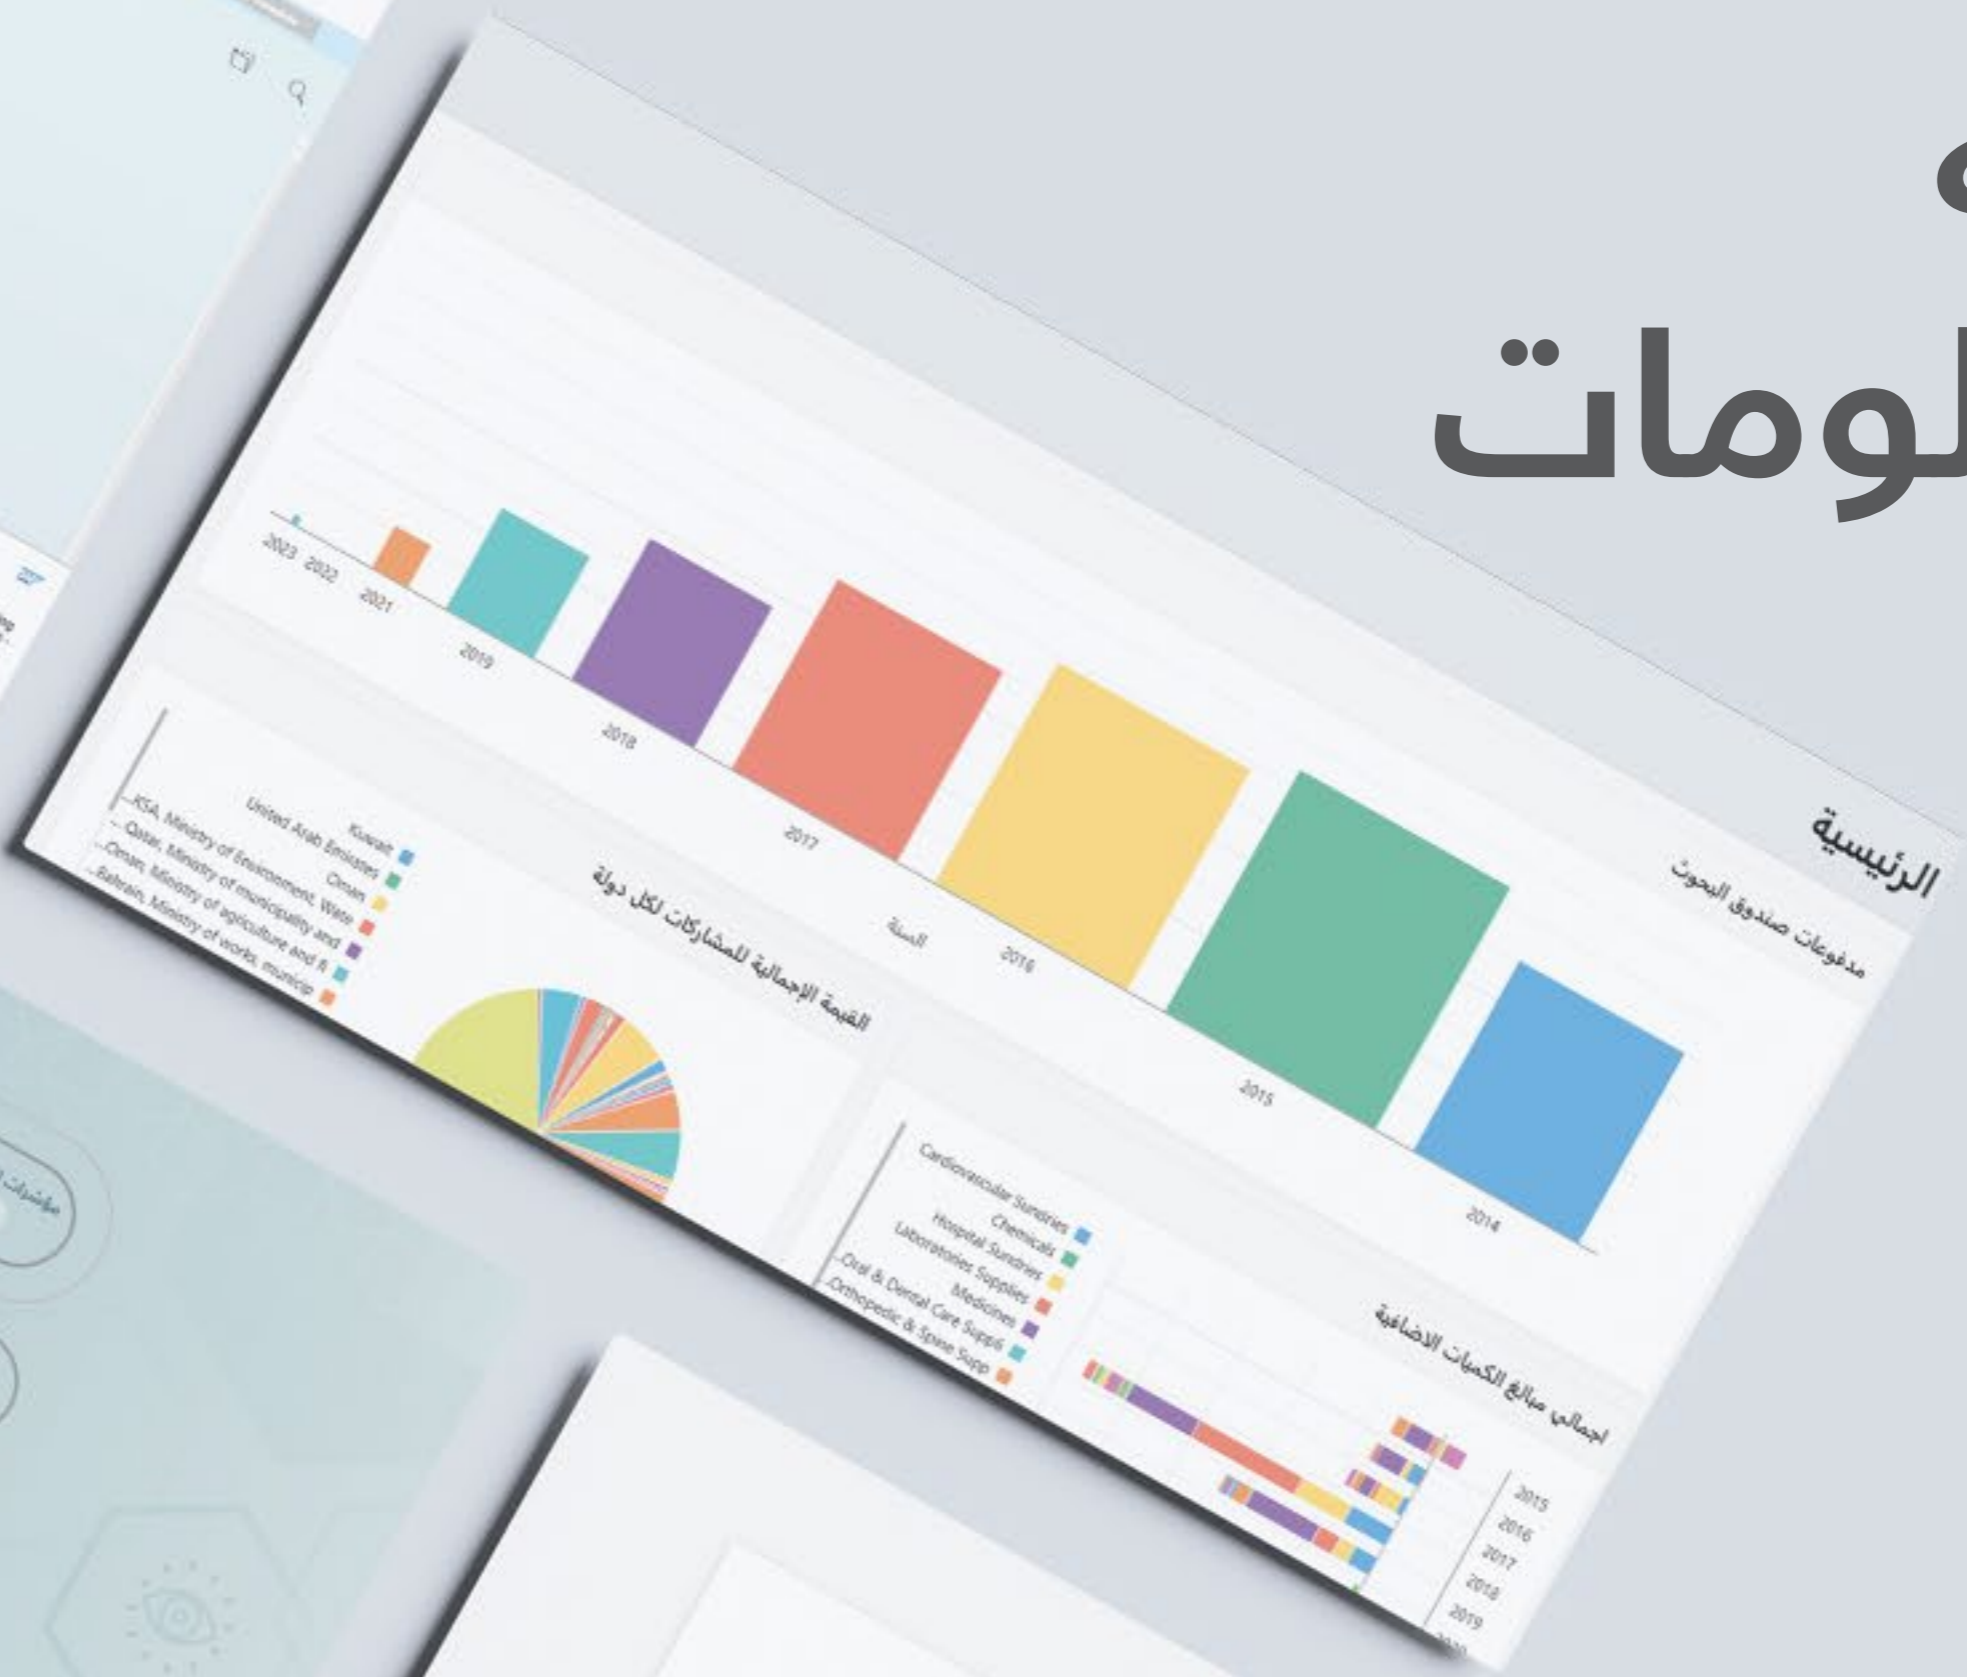 لومات
الرئيسية
مدفوعات صندوق البحوث
2014
2015
2016
2017
2018
2019
2021
2022
2023
السنة
اجمالي مبالغ الكميات الاضافية
2015
2016
2017
2018
2019
Cardiovascular Sundries
Chemicals
Hospital Sundries
Laboratories Supplies
Medicines
Oral & Dental Care Suppli...
Orthopedic & Spine Supp...
القيمة الإجمالية للمشاركات لكل دولة
Kuwait
United Arab Emirates
Oman
KSA, Ministry of Environment, Wate...
Qatar, Ministry of municipality and...
Oman, Ministry of agriculture and fi...
Bahrain, Ministry of works, municip...
مؤشرات